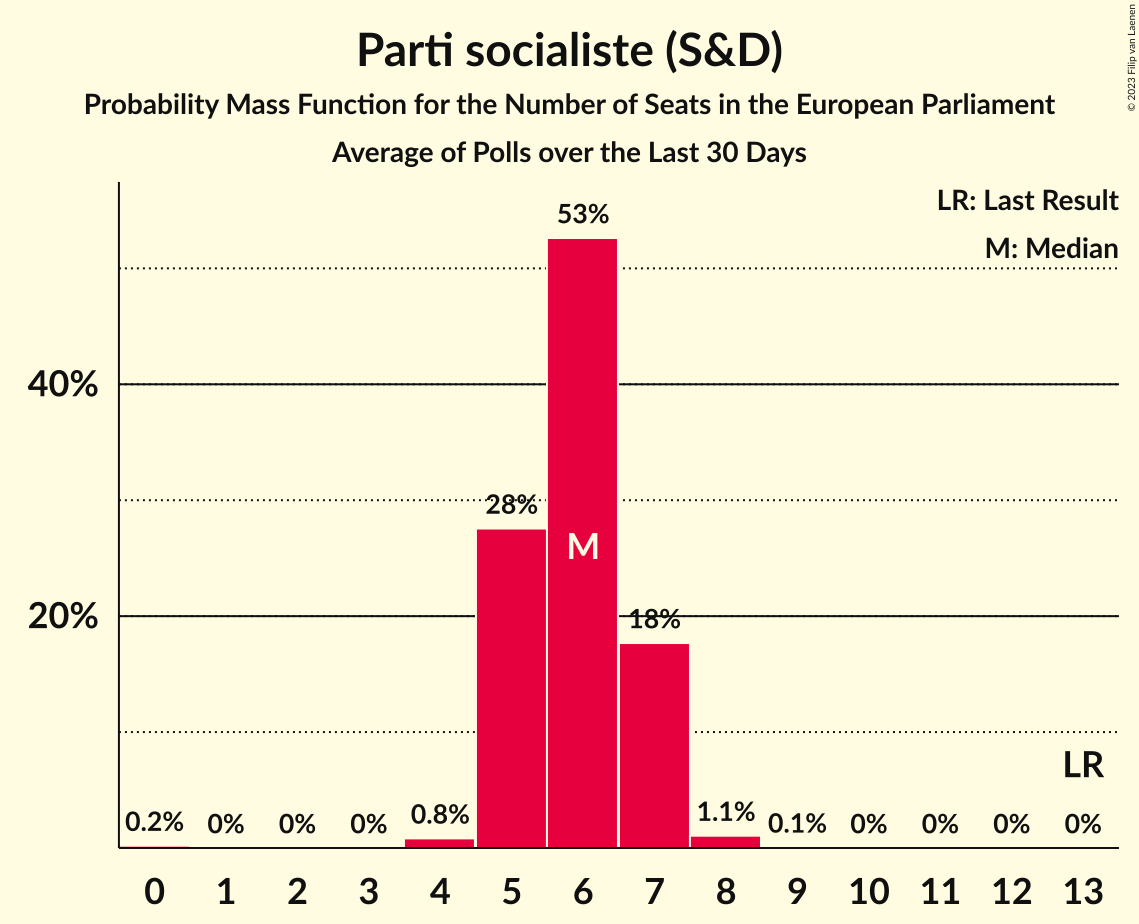 Parti socialiste (S&D)
Probability Mass Function for the Number of Seats in the European Parliament
Average of Polls over the Last 30 Days
© 2023 Filip van Laenen
LR: Last Result
M: Median
53%
40%
28%
M
20%
18%
LR
0.2% 0% 0% 0% 0.8% 1.1% 0.1% 0% 0% 0% 0%
0 1 2 3 4 5 6 7 8 9 10 11 12 13